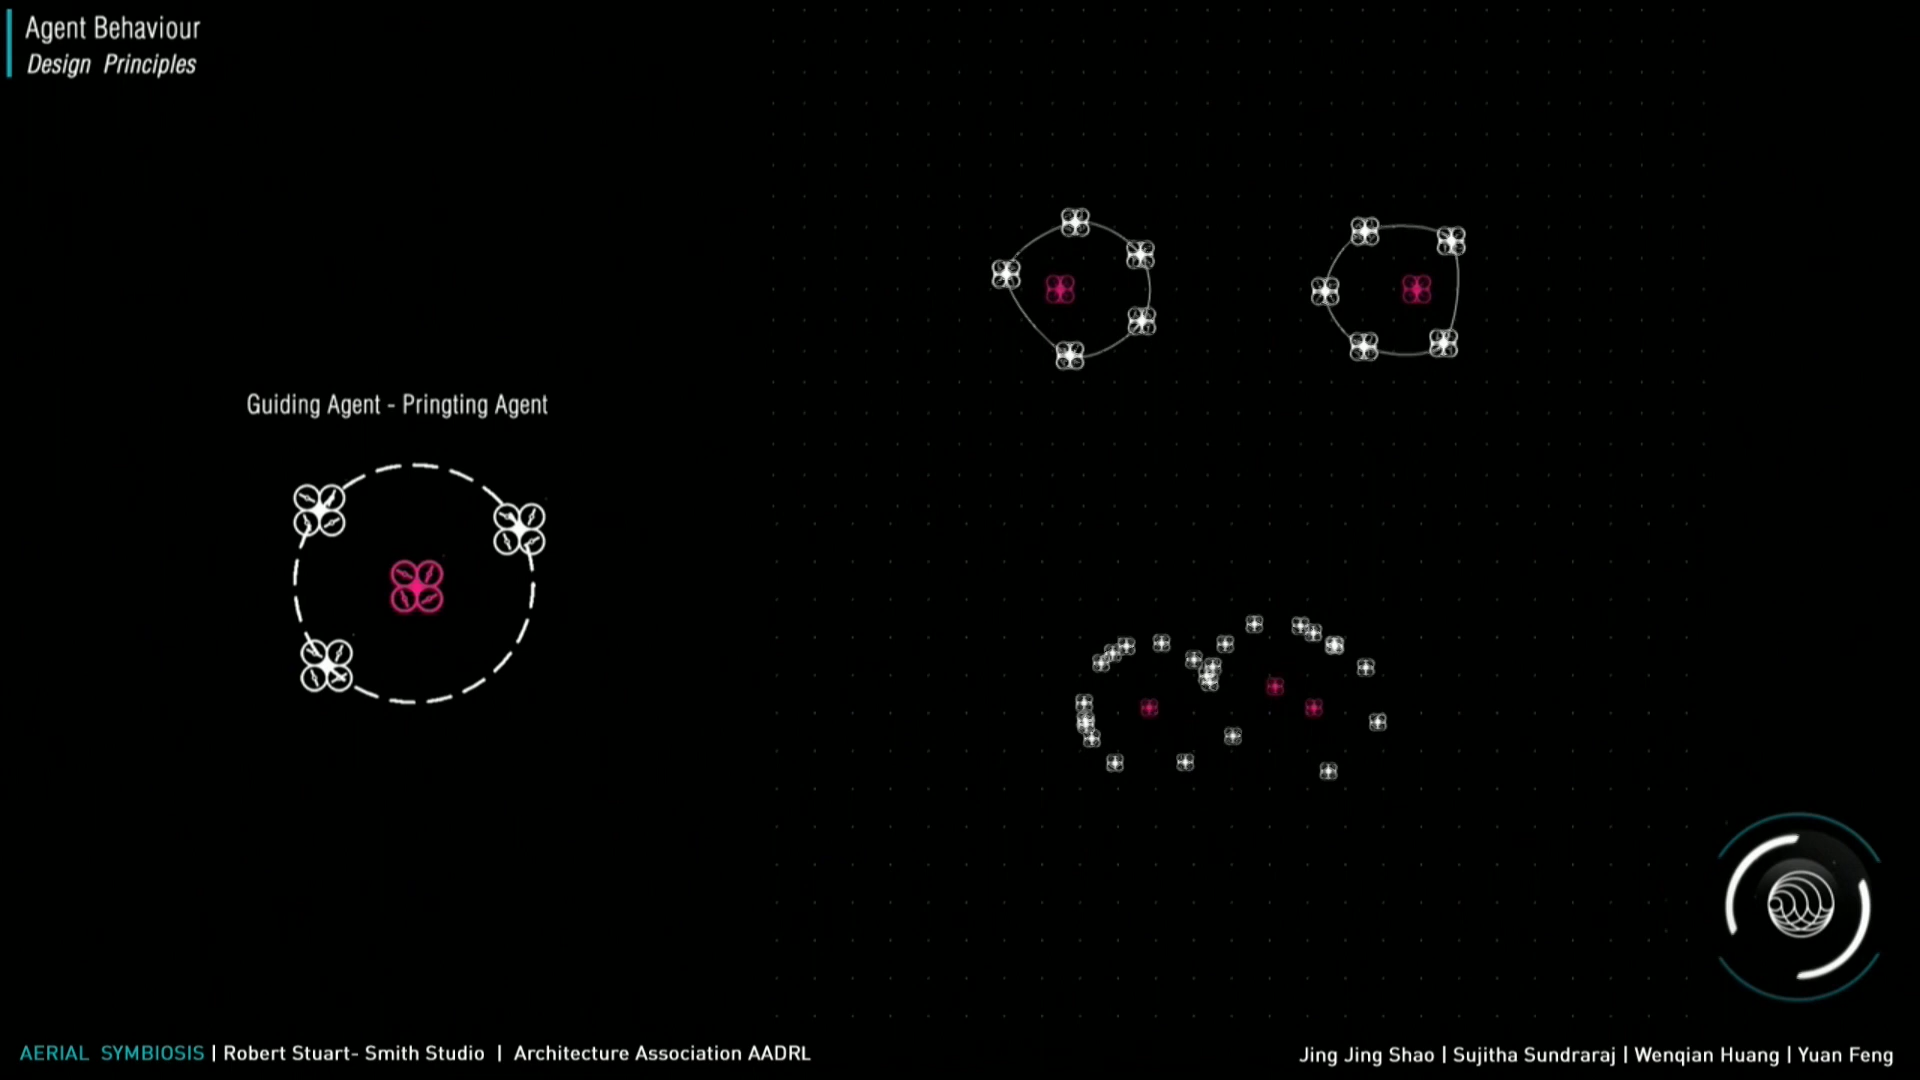 Agent Behaviour
Design Principles
Guiding Agent - Pringting Agent
AERIAL SYMBIOSIS | Robert Stuart- Smith Studio | Architecture Association AADRL
Jing Jing Shao | Sujitha Sundraraj | Wenqian Huang | Yuan Feng